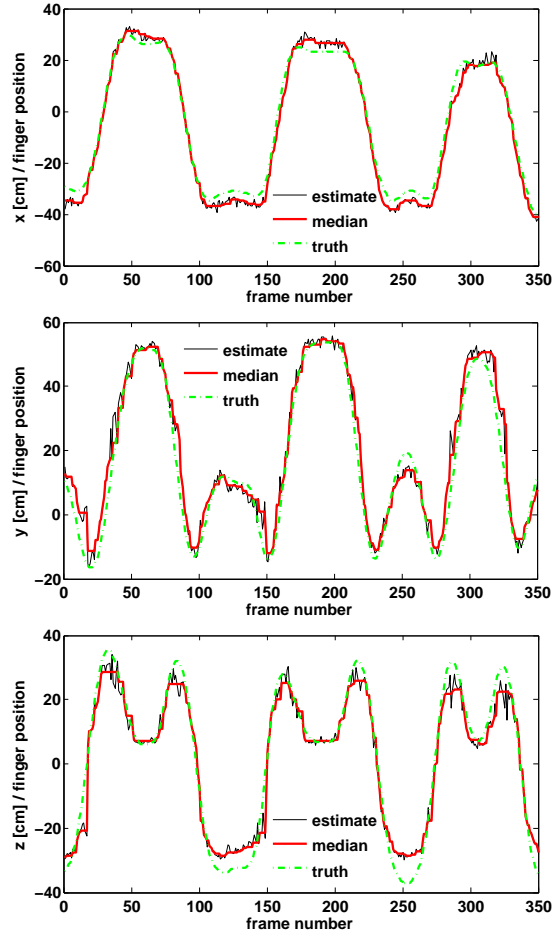 40
20
0
−20
−40
−60
x [cm] / finger position
estimate
median
truth
0 50 100 150 200 250 300 350
frame number
60
40
20
0
−20
y [cm] / finger position
estimate
median
truth
0 50 100 150 200 250 300 350
frame number
40
20
0
−20
−40
z [cm] / finger position
estimate
median
truth
0 50 100 150 200 250 300 350
frame number